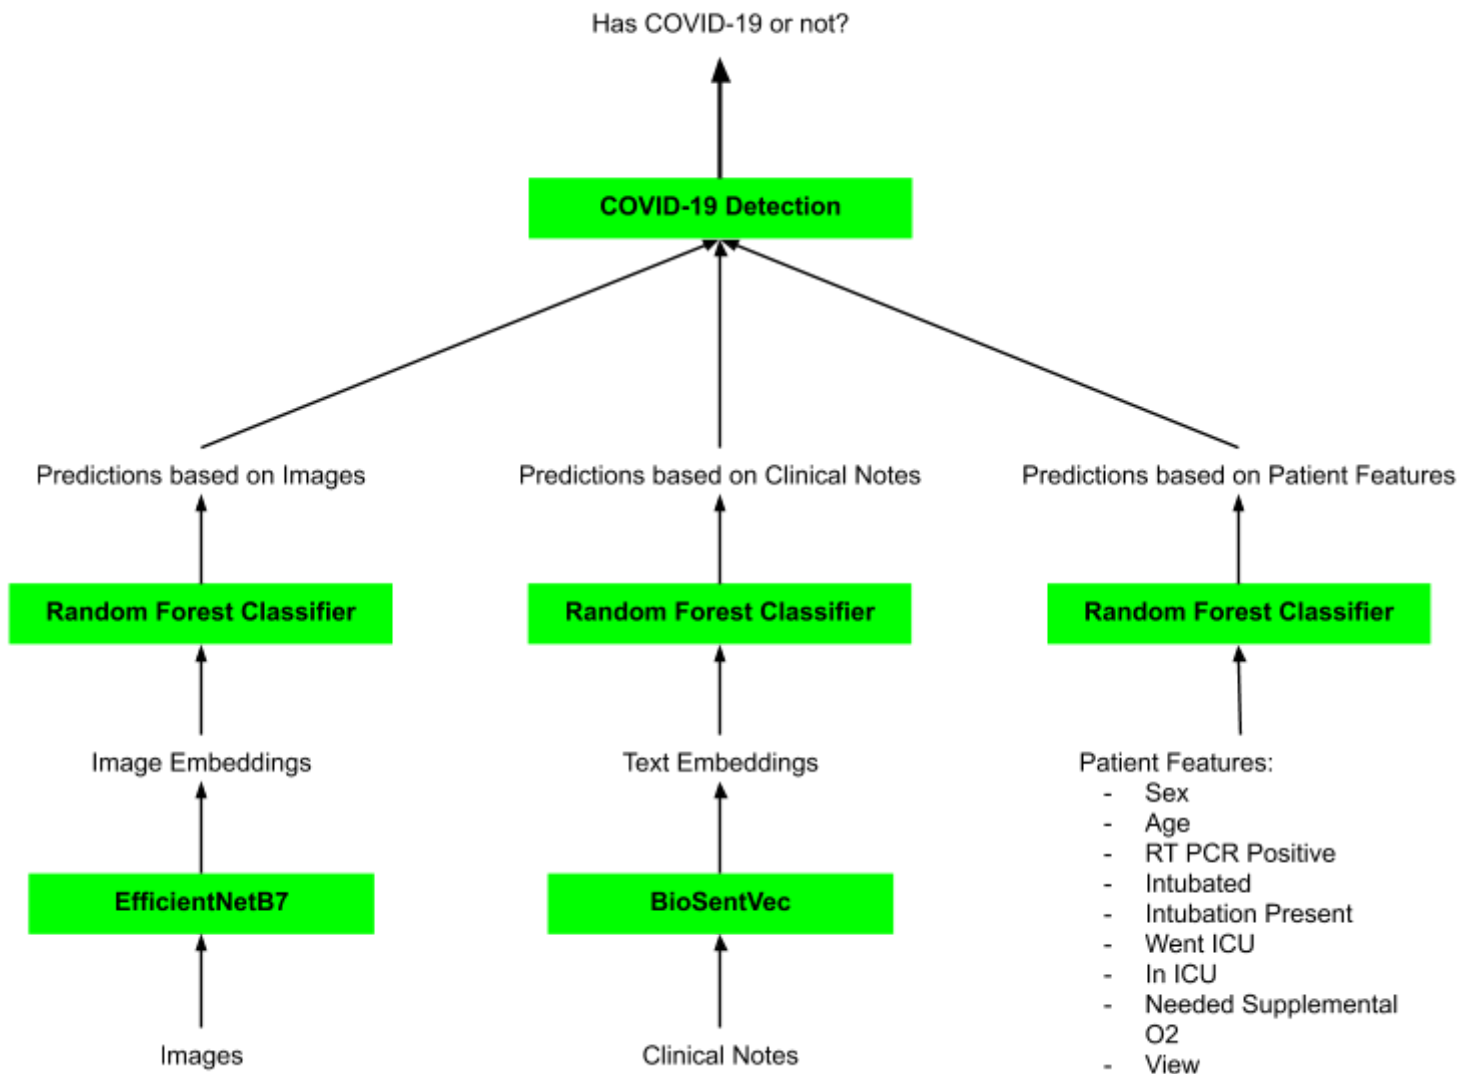 Has COVID-19 or not?
COVID-19 Detection
Predictions based on Images
Predictions based on Clinical Notes
Predictions based on Patient Features
Random Forest Classifier
Random Forest Classifier
Random Forest Classifier
Image Embeddings
Text Embeddings
Patient Features:
- Sex
- Age
- RT PCR Positive
- Intubated
- Intubation Present
- Went ICU
- In ICU
- Needed Supplemental
O2
- View
EfficientNetB7
BioSentVec
Images
Clinical Notes